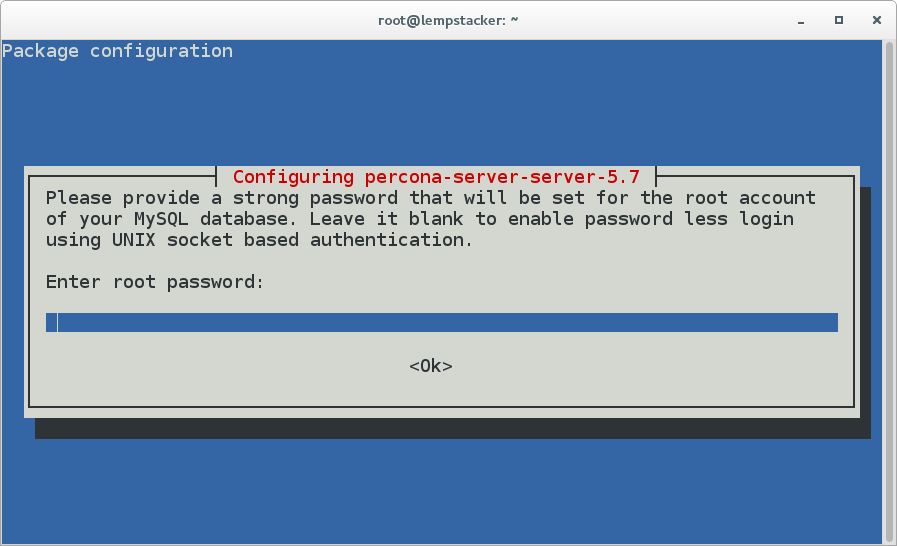 root@lempstacker: ~
Package configuration
Configuring percona-server-server-5.7
Please provide a strong password that will be set for the root account
of your MySQL database. Leave it blank to enable password less login
using UNIX socket based authentication.
Enter root password:
<Ok>